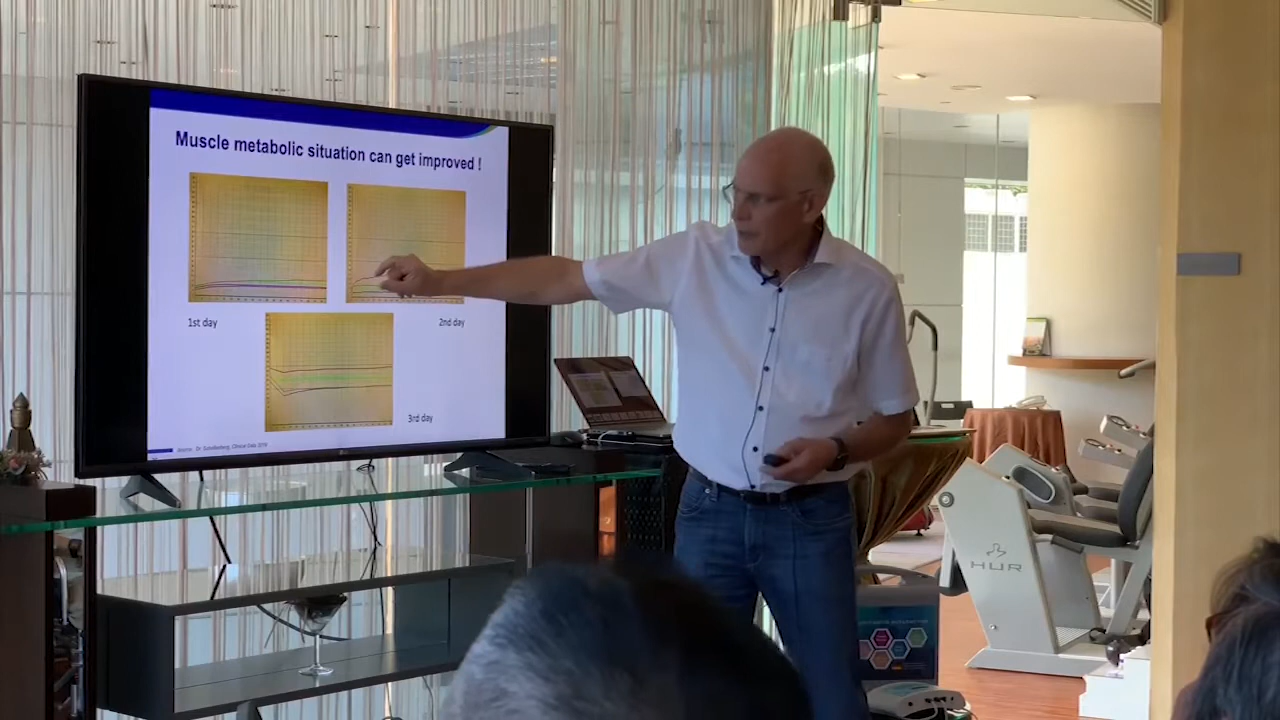 Muscle metabolic situation can get improved !
1st day
2nd day
3rd day
HUR